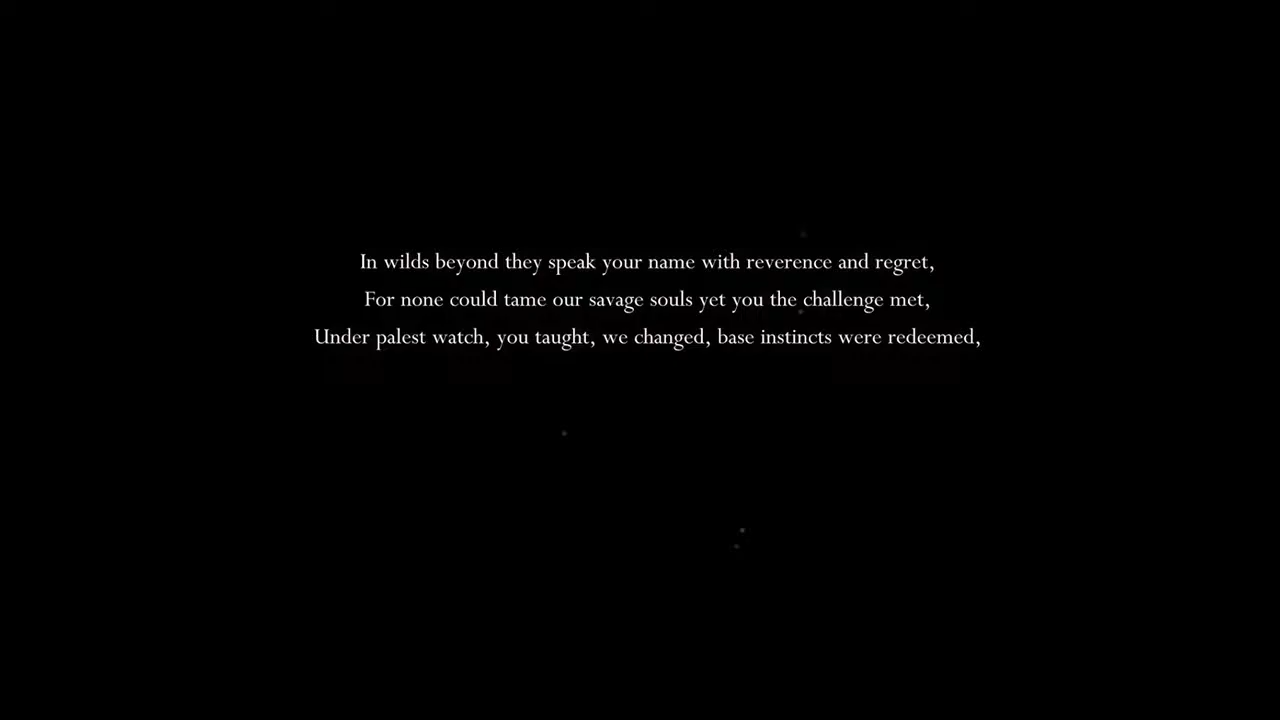 In wilds beyond they speak your name with reverence and regret,
For none could tame our savage souls yet you the challenge met,
Under palest watch, you taught, we changed, base instincts were redeemed,